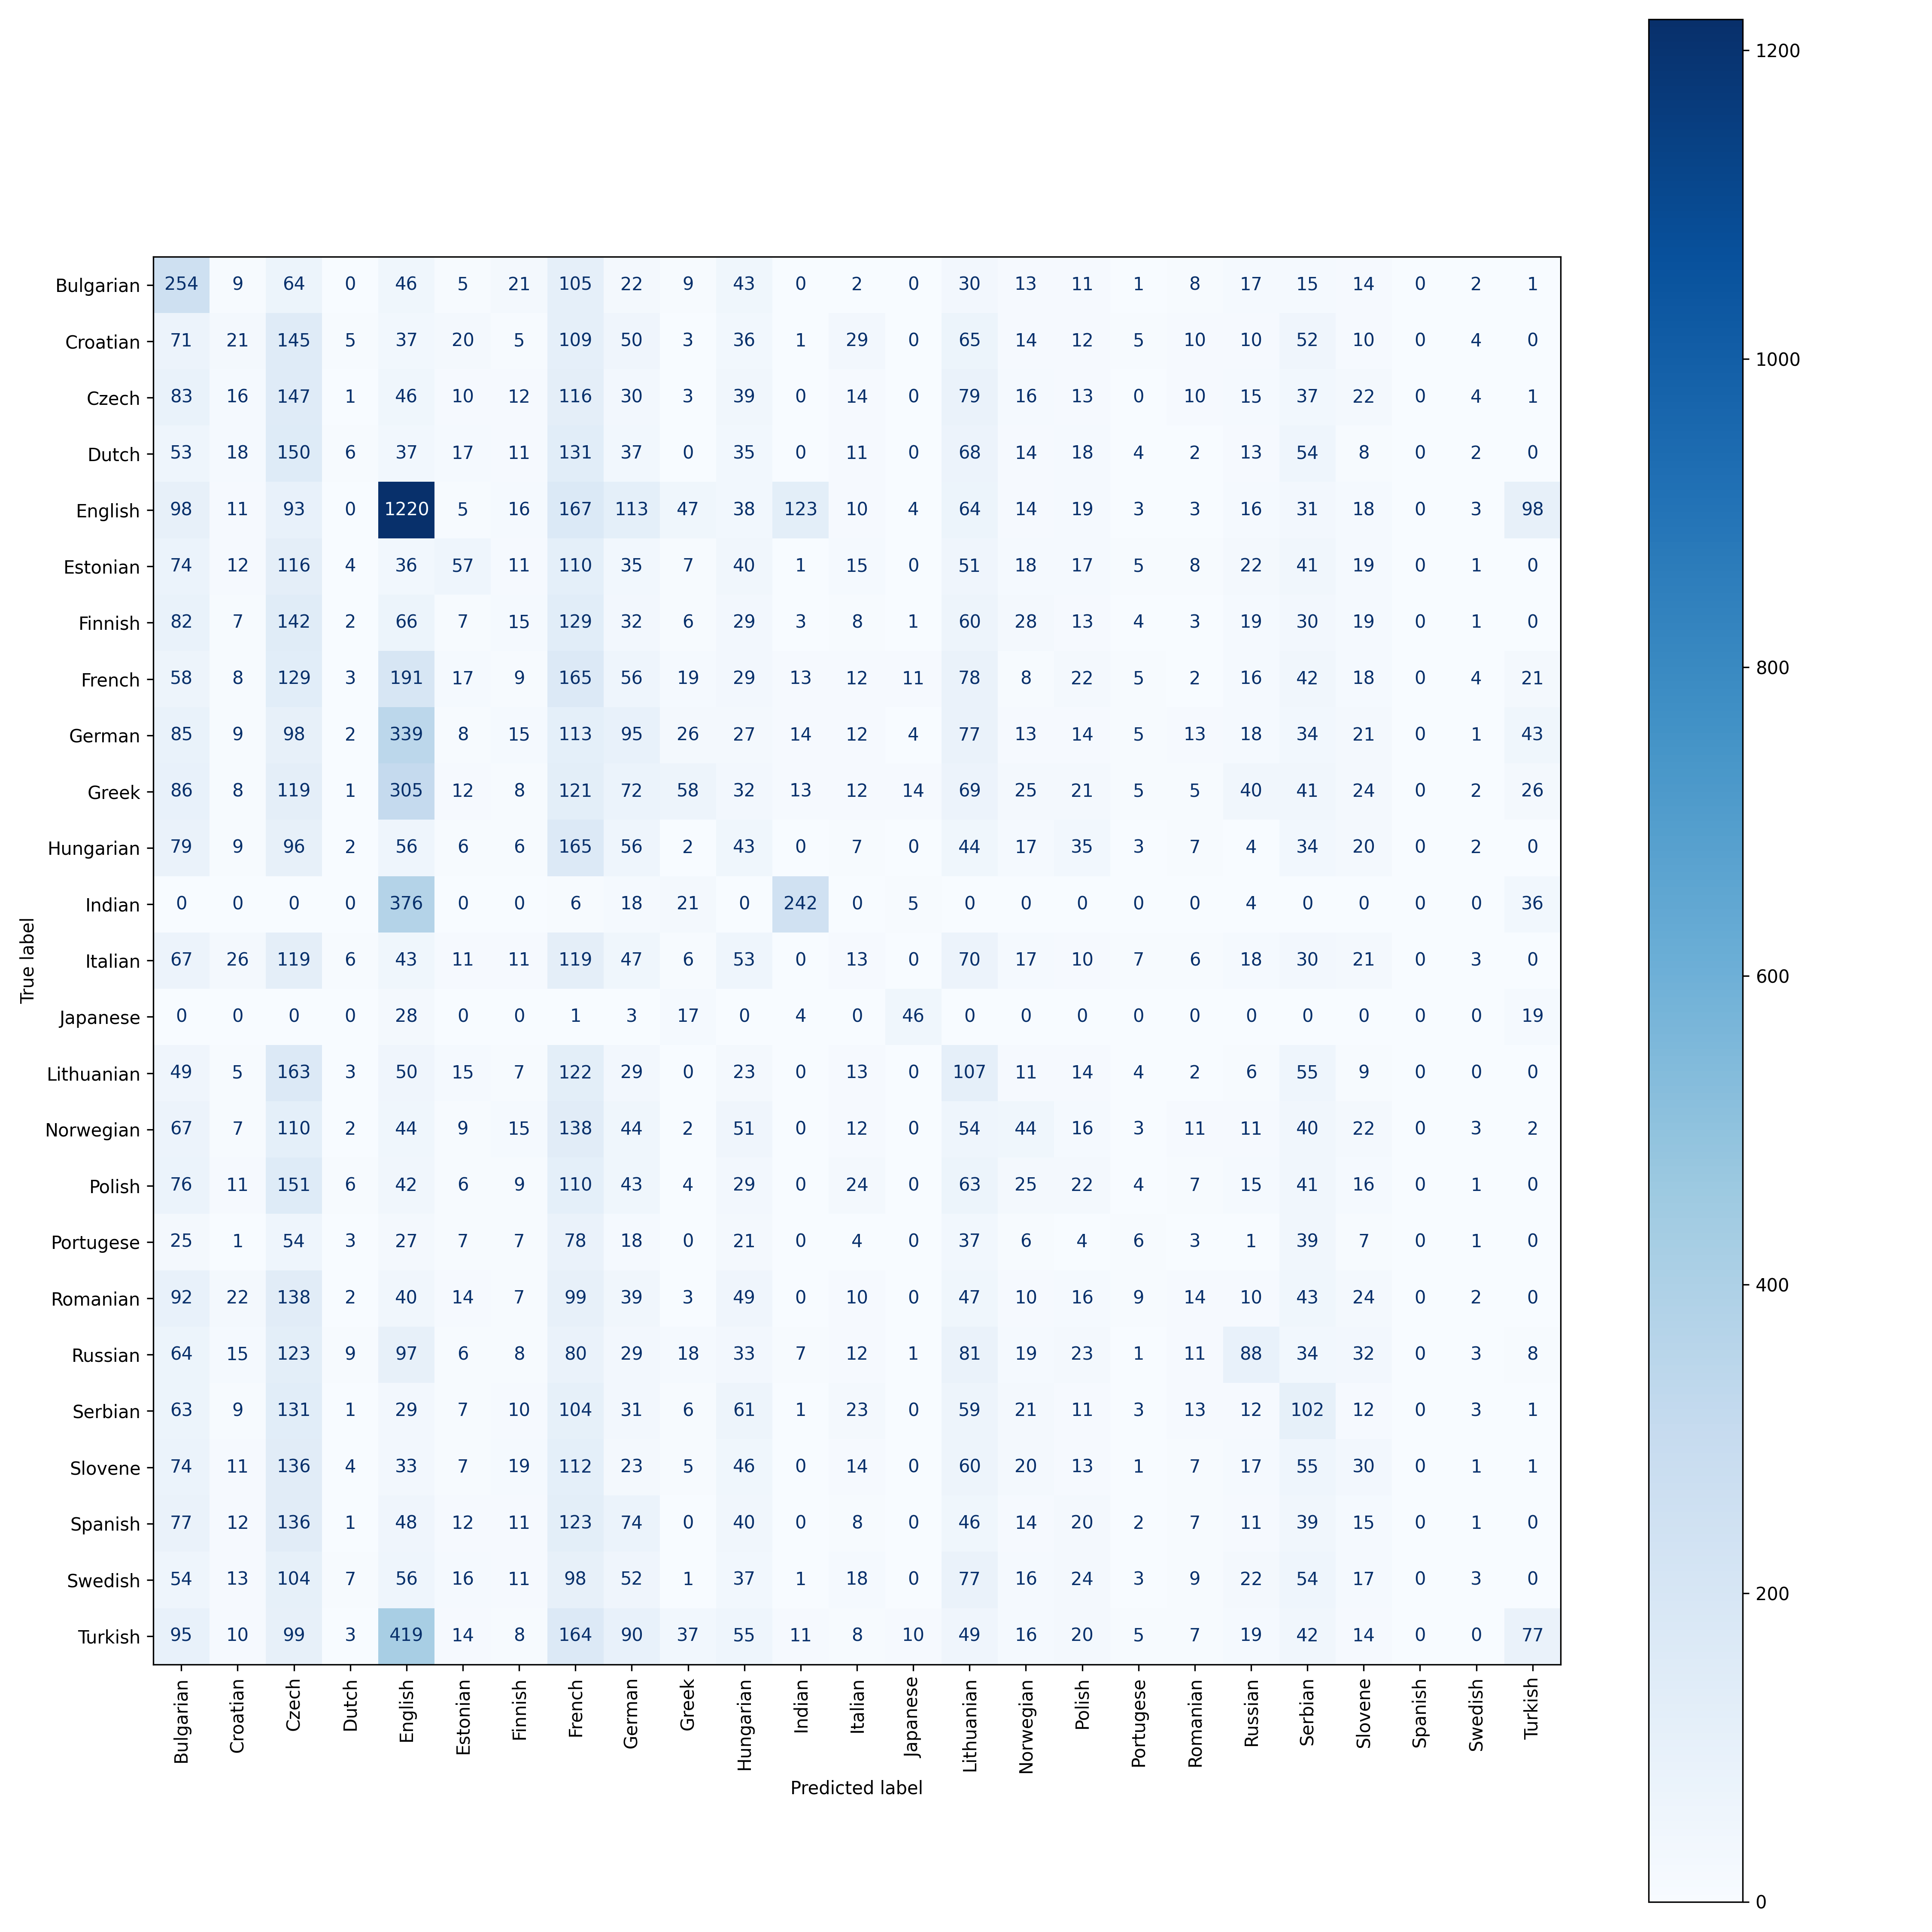 1200
1000
800
600
400
200
0
Bulgarian 254 9 64 0 46 5 21 105 22 9 43 0 2 0 30 13 11 1 8 17 15 14 0 2 1
Croatian 71 21 145 5 37 20 5 109 50 3 36 1 29 0 65 14 12 5 10 10 52 10 0 4 0
Czech 83 16 147 1 46 10 12 116 30 3 39 0 14 0 79 16 13 0 10 15 37 22 0 4 1
Dutch 53 18 150 6 37 17 11 131 37 0 35 0 11 0 68 14 18 4 2 13 54 8 0 2 0
English 98 11 93 0 1220 5 16 167 113 47 38 123 10 4 64 14 19 3 3 16 31 18 0 3 98
Estonian 74 12 116 4 36 57 11 110 35 7 40 1 15 0 51 18 17 5 8 22 41 19 0 1 0
Finnish 82 7 142 2 66 7 15 129 32 6 29 3 8 1 60 28 13 4 3 19 30 19 0 1 0
French 58 8 129 3 191 17 9 165 56 19 29 13 12 11 78 8 22 5 2 16 42 18 0 4 21
German 85 9 98 2 339 8 15 113 95 26 27 14 12 4 77 13 14 5 13 18 34 21 0 1 43
Greek 86 8 119 1 305 12 8 121 72 58 32 13 12 14 69 25 21 5 5 40 41 24 0 2 26
Hungarian 79 9 96 2 56 6 6 165 56 2 43 0 7 0 44 17 35 3 7 4 34 20 0 2 0
Indian 0 0 0 0 376 0 0 6 18 21 0 242 0 5 0 0 0 0 0 4 0 0 0 0 36
Italian 67 26 119 6 43 11 11 119 47 6 53 0 13 0 70 17 10 7 6 18 30 21 0 3 0
Japanese 0 0 0 0 28 0 0 1 3 17 0 4 0 46 0 0 0 0 0 0 0 0 0 0 19
Lithuanian 49 5 163 3 50 15 7 122 29 0 23 0 13 0 107 11 14 4 2 6 55 9 0 0 0
Norwegian 67 7 110 2 44 9 15 138 44 2 51 0 12 0 54 44 16 3 11 11 40 22 0 3 2
Polish 76 11 151 6 42 6 9 110 43 4 29 0 24 0 63 25 22 4 7 15 41 16 0 1 0
Portugese 25 1 54 3 27 7 7 78 18 0 21 0 4 0 37 6 4 6 3 1 39 7 0 1 0
Romanian 92 22 138 2 40 14 7 99 39 3 49 0 10 0 47 10 16 9 14 10 43 24 0 2 0
Russian 64 15 123 9 97 6 8 80 29 18 33 7 12 1 81 19 23 1 11 88 34 32 0 3 8
Serbian 63 9 131 1 29 7 10 104 31 6 61 1 23 0 59 21 11 3 13 12 102 12 0 3 1
Slovene 74 11 136 4 33 7 19 112 23 5 46 0 14 0 60 20 13 1 7 17 55 30 0 1 1
Spanish 77 12 136 1 48 12 11 123 74 0 40 0 8 0 46 14 20 2 7 11 39 15 0 1 0
Swedish 54 13 104 7 56 16 11 98 52 1 37 1 18 0 77 16 24 3 9 22 54 17 0 3 0
Turkish 95 10 99 3 419 14 8 164 90 37 55 11 8 10 49 16 20 5 7 19 42 14 0 0 77
True label
Bulgarian Croatian Czech Dutch English Estonian Finnish French German Greek Hungarian Indian Italian Japanese Lithuanian Norwegian Polish Portugese Romanian Russian Serbian Slovene Spanish Swedish Turkish
Predicted label